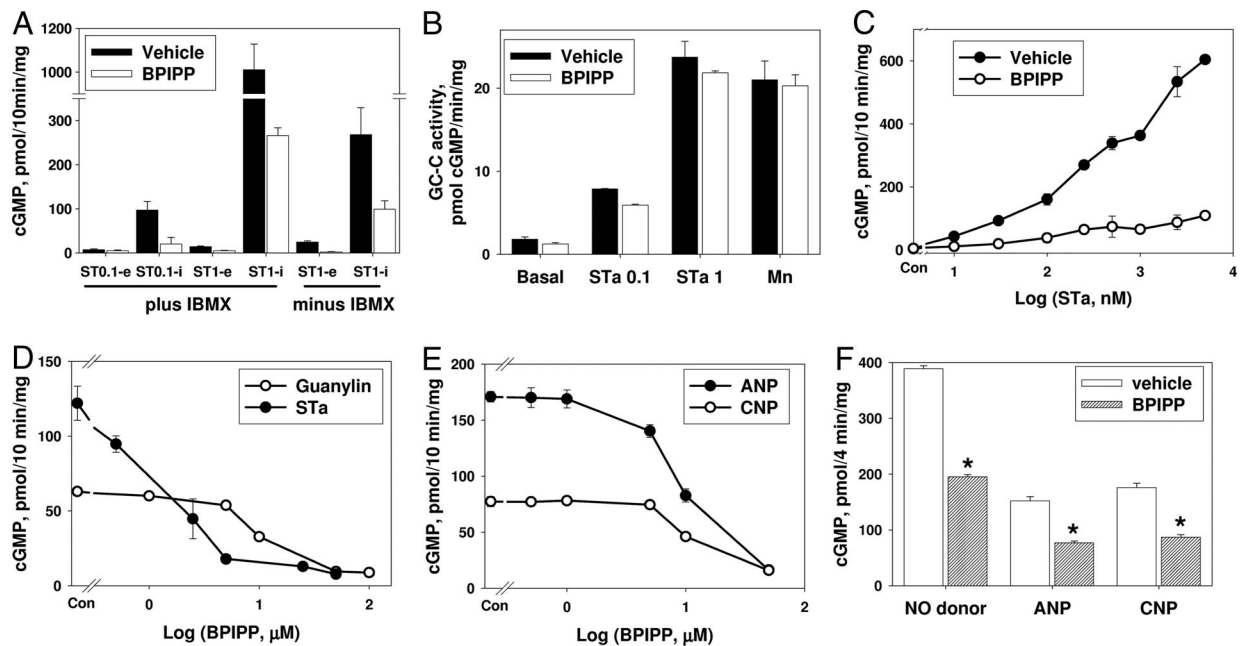 A
cGMP, pmol/10min/mg
1200
1000
300
200
100
0
Vehicle
BPIPP
ST0.1-e ST0.1-i ST1-e ST1-i ST1-e ST1-i
plus IBMX minus IBMX
B
GC-C activity,
pmol cGMP/min/mg
20
10
0
Vehicle
BPIPP
Basal STa 0.1 STa 1 Mn
C
cGMP, pmol/10 min/mg
600
400
200
0
Vehicle
BPIPP
Con 1 2 3 4
Log (STa, nM)
D
cGMP, pmol/10 min/mg
150
100
50
0
Guanylin
STa
Con 0 1 2
Log (BPIPP, μM)
E
cGMP, pmol/10 min/mg
200
150
100
50
0
ANP
CNP
Con 0 1 2
Log (BPIPP, μM)
F
cGMP, pmol/4 min/mg
400
300
200
100
0
vehicle
BPIPP
* * *
NO donor ANP CNP